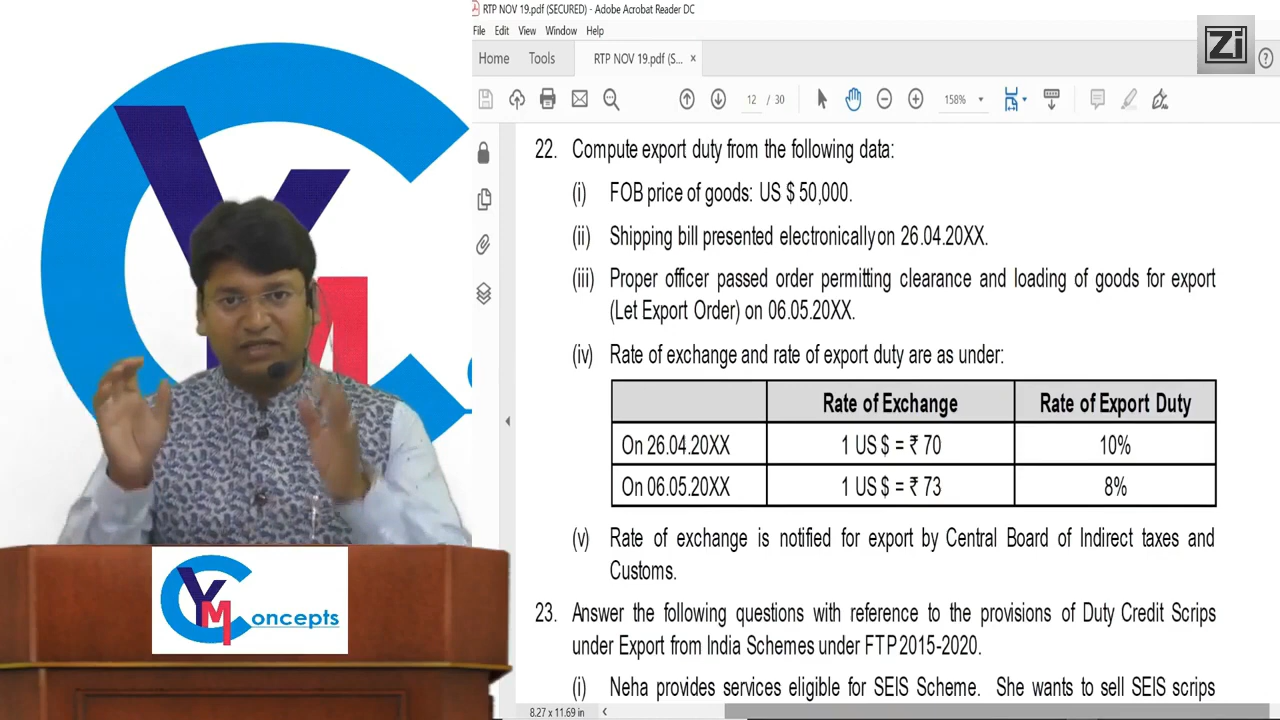 RTP NOV 19.pdf (SECURED) - Adobe Acrobat Reader DC
File Edit View Window Help
Zi
Home Tools RTP NOV 19.pdf (S... ×
12 / 30 158%
22. Compute export duty from the following data:
(i) FOB price of goods: US $ 50,000.
(ii) Shipping bill presented electronically on 26.04.20XX.
(iii) Proper officer passed order permitting clearance and loading of goods for export
(Let Export Order) on 06.05.20XX.
(iv) Rate of exchange and rate of export duty are as under:
Rate of Exchange Rate of Export Duty
On 26.04.20XX 1 US $ = ₹ 70 10%
On 06.05.20XX 1 US $ = ₹ 73 8%
(v) Rate of exchange is notified for export by Central Board of Indirect taxes and
Customs.
23. Answer the following questions with reference to the provisions of Duty Credit Scrips
under Export from India Schemes under FTP 2015-2020.
(i) Neha provides services eligible for SEIS Scheme. She wants to sell SEIS scrips
8.27 x 11.69 in
YM
Concepts